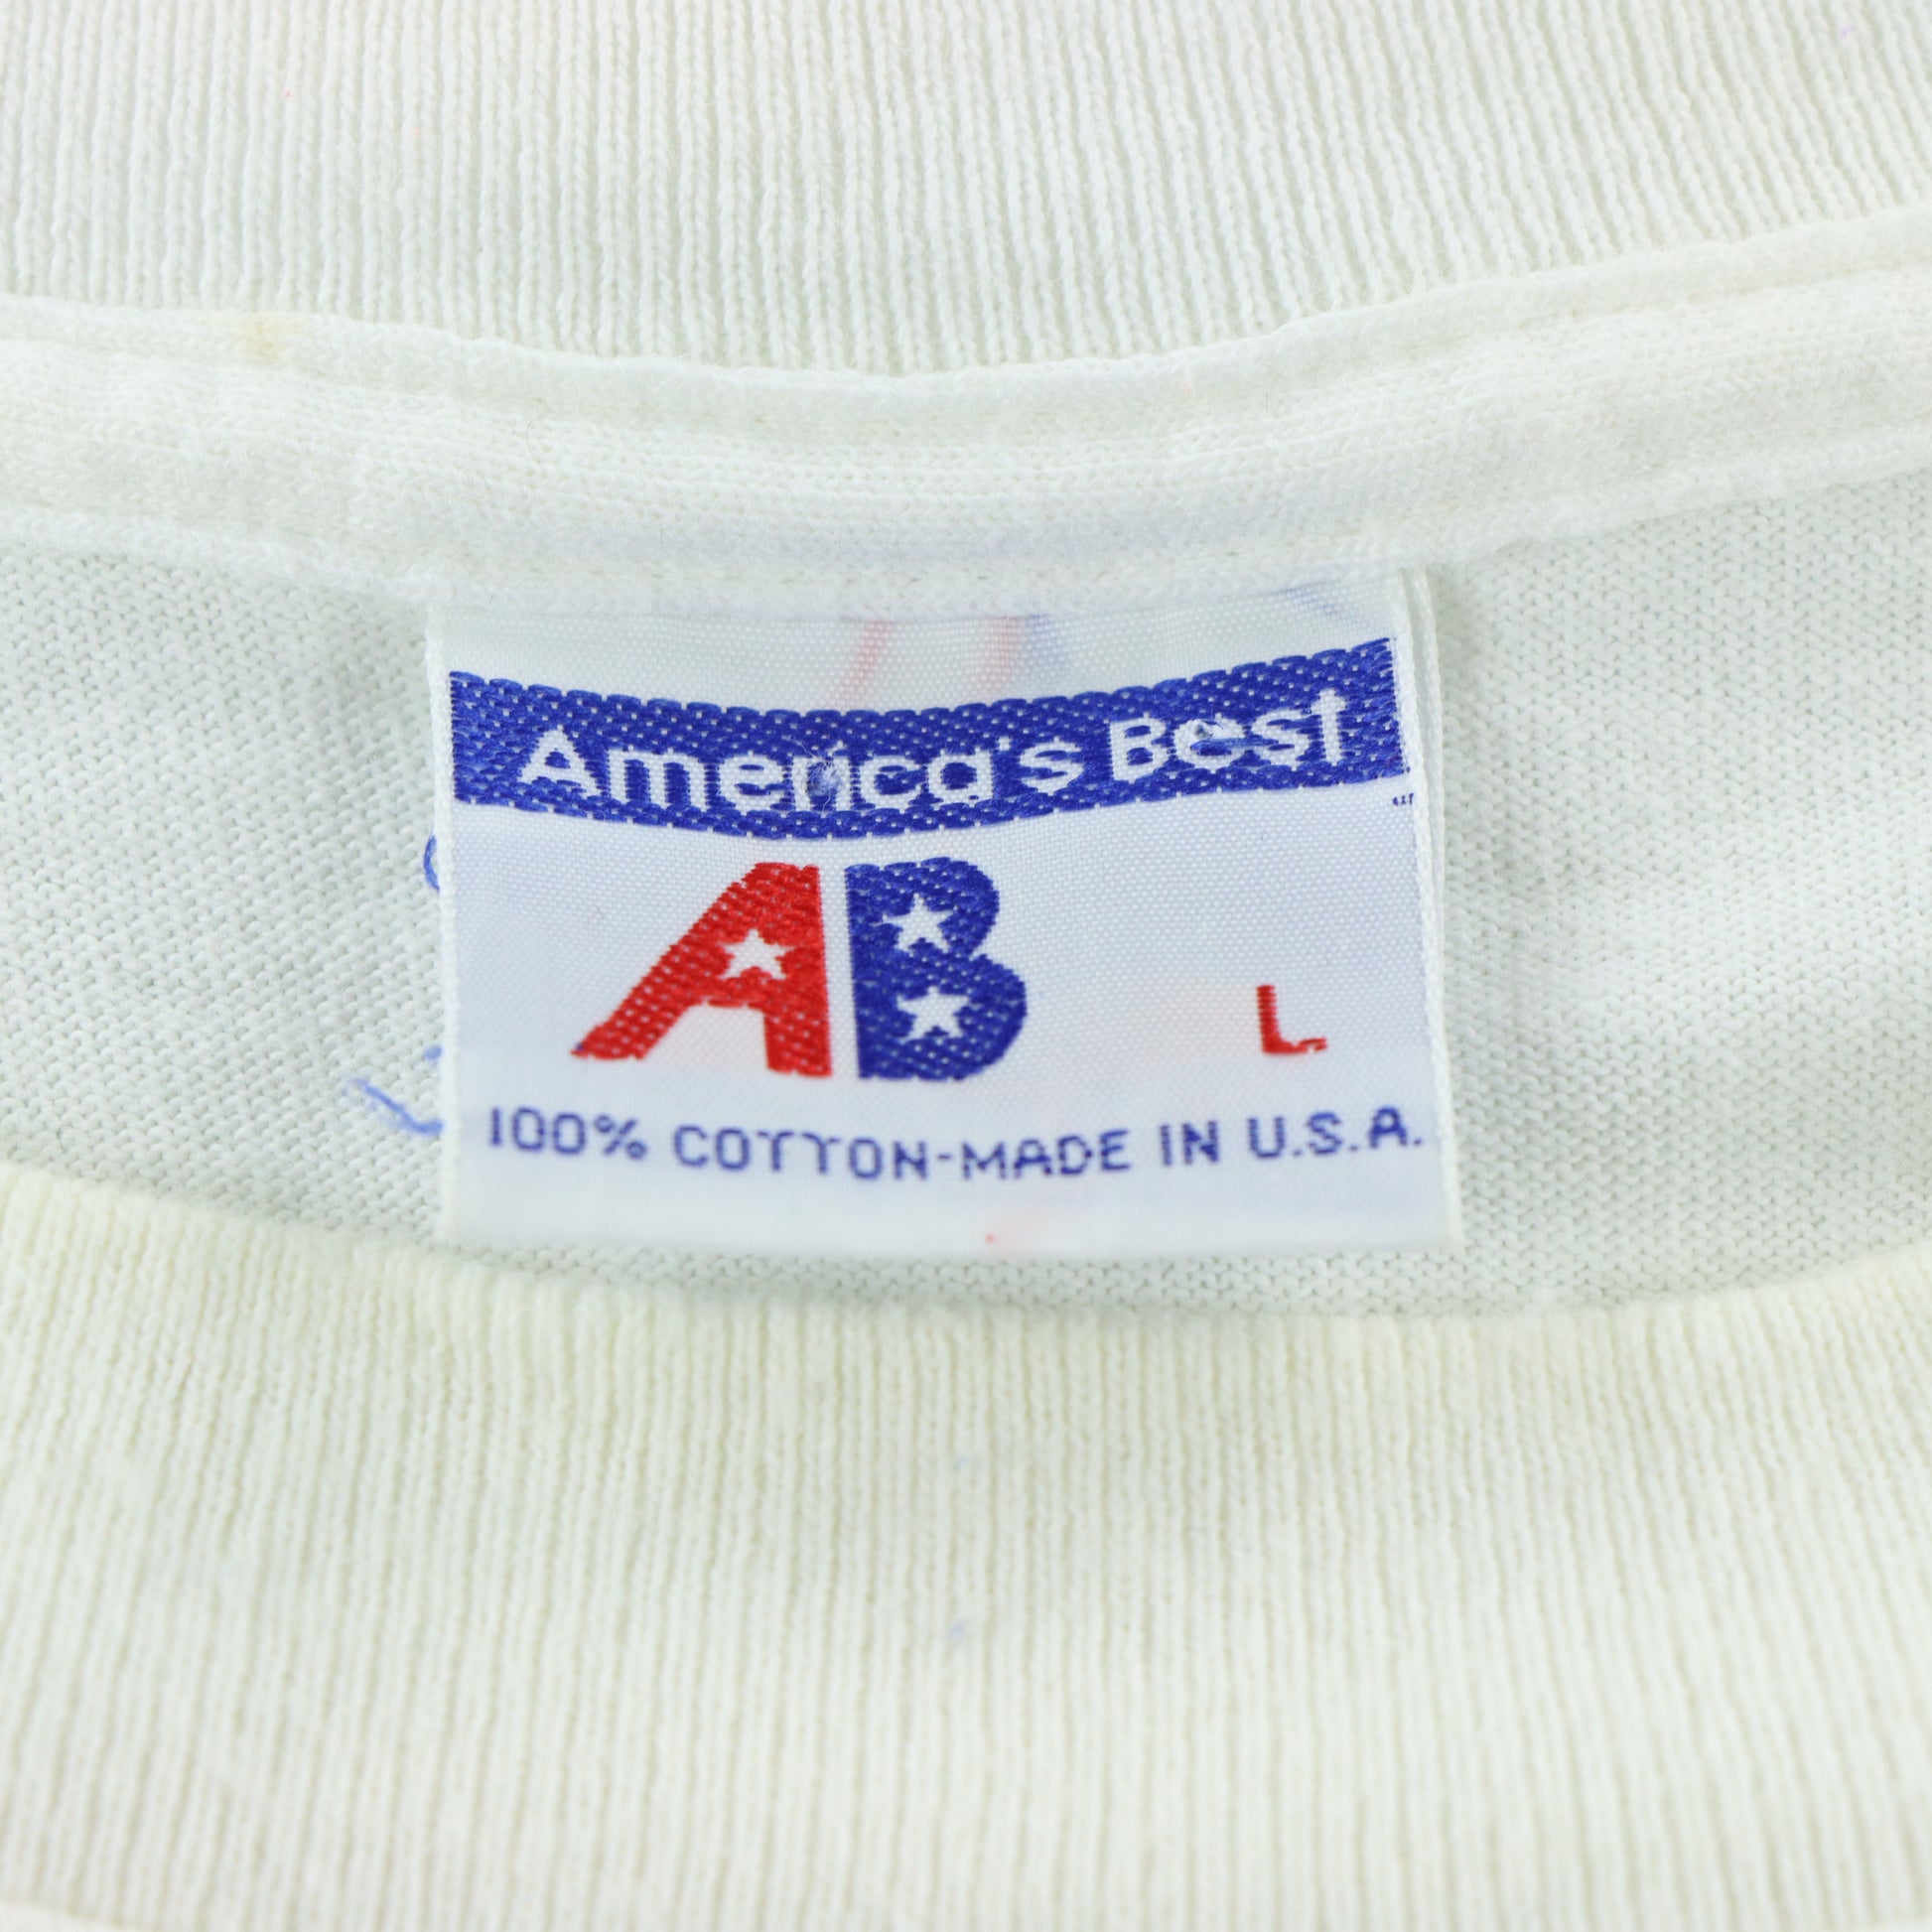 America's Best
AB
L
100% COTTON-MADE IN U.S.A.